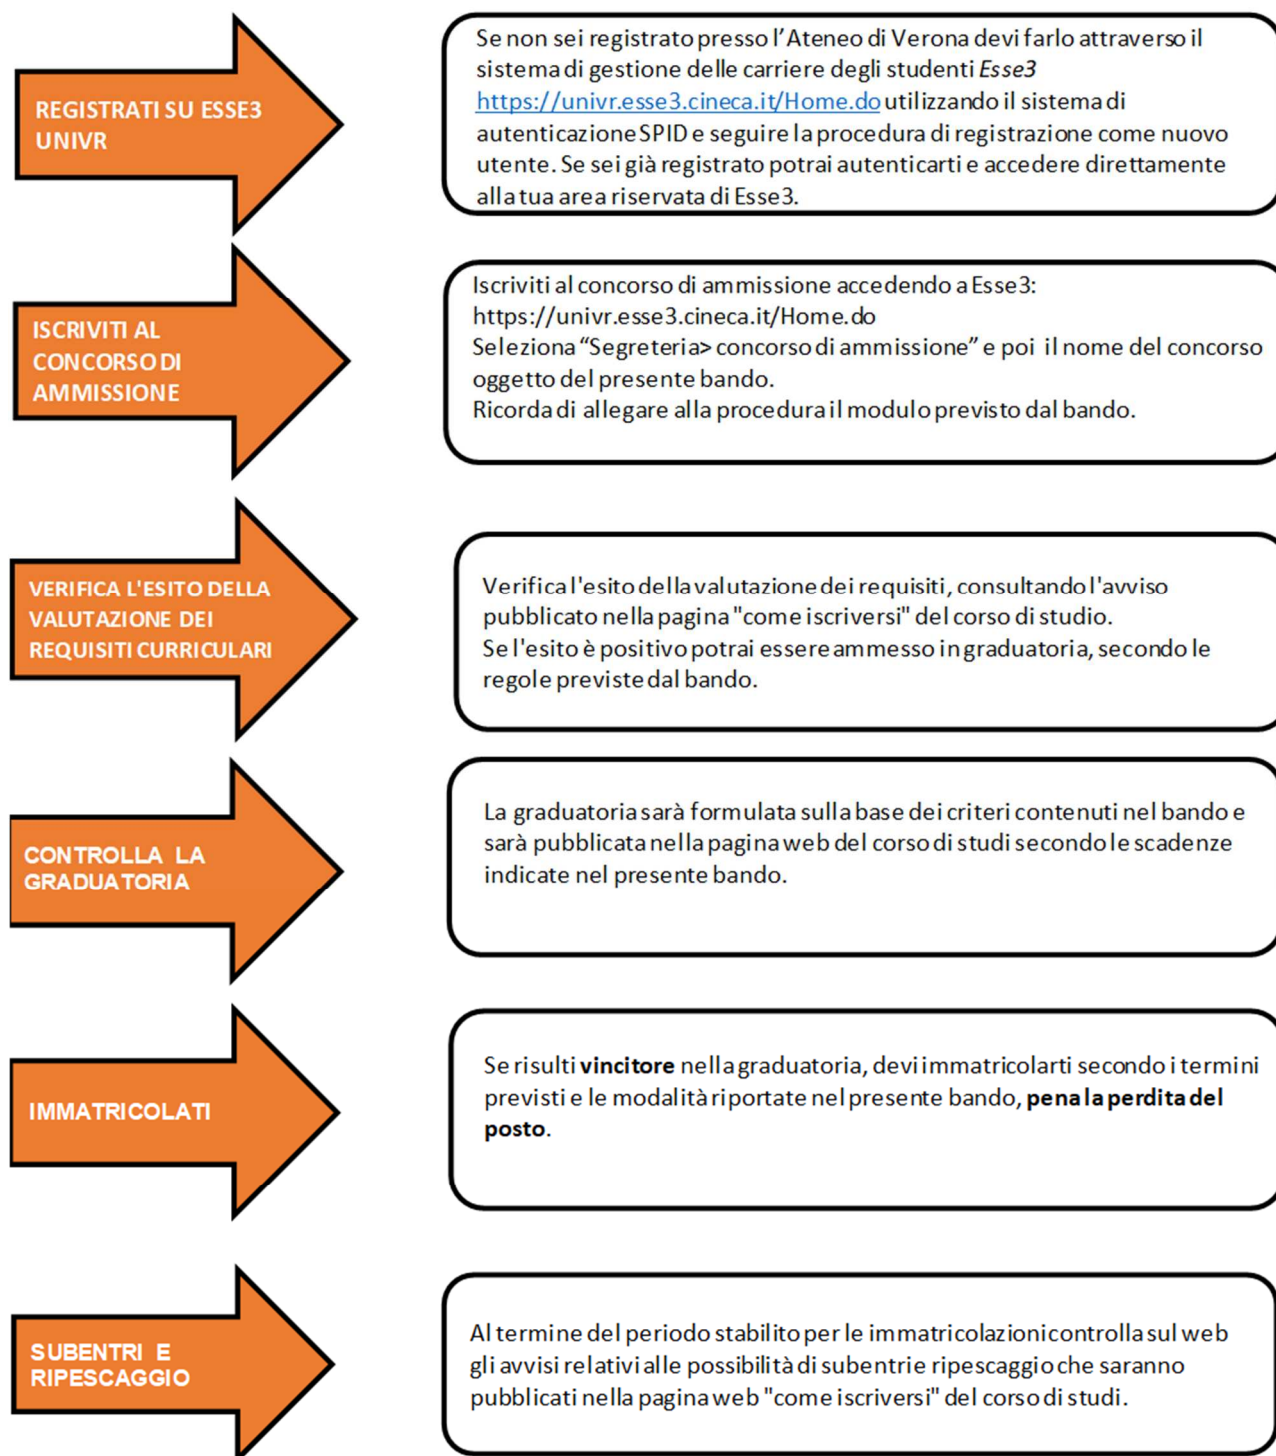 REGISTRATI SU ESSE3
UNIVR
Se non sei registrato presso l'Ateneo di Verona devi farlo attraverso il
sistema di gestione delle carriere degli studenti Esse3
https://univr.esse3.cineca.it/Home.do utilizzando il sistema di
autenticazione SPID e seguire la procedura di registrazione come nuovo
utente. Se sei già registrato potrai autenticarti e accedere direttamente
alla tua area riservata di Esse3.
ISCRIVITI AL
CONCORSO DI
AMMISSIONE
Iscriviti al concorso di ammissione accedendo a Esse3:
https://univr.esse3.cineca.it/Home.do
Seleziona “Segreteria> concorso di ammissione” e poi il nome del concorso
oggetto del presente bando.
Ricorda di allegare alla procedura il modulo previsto dal bando.
VERIFICA L'ESITO DELLA
VALUTAZIONE DEI
REQUISITI CURRICULARI
Verifica l'esito della valutazione dei requisiti, consultando l'avviso
pubblicato nella pagina "come iscriversi" del corso di studio.
Se l'esito è positivo potrai essere ammesso in graduatoria, secondo le
regole previste dal bando.
CONTROLLA LA
GRADUATORIA
La graduatoria sarà formulata sulla base dei criteri contenuti nel bando e
sarà pubblicata nella pagina web del corso di studi secondo le scadenze
indicate nel presente bando.
IMMATRICOLATI
Se risulti vincitore nella graduatoria, devi immatricolarti secondo i termini
previsti e le modalità riportate nel presente bando, pena la perdita del
posto.
SUBENTRI E
RIPESCAGGIO
Al termine del periodo stabilito per le immatricolazioni controlla sul web
gli avvisi relativi alle possibilità di subentri e ripescaggio che saranno
pubblicati nella pagina web "come iscriversi" del corso di studi.